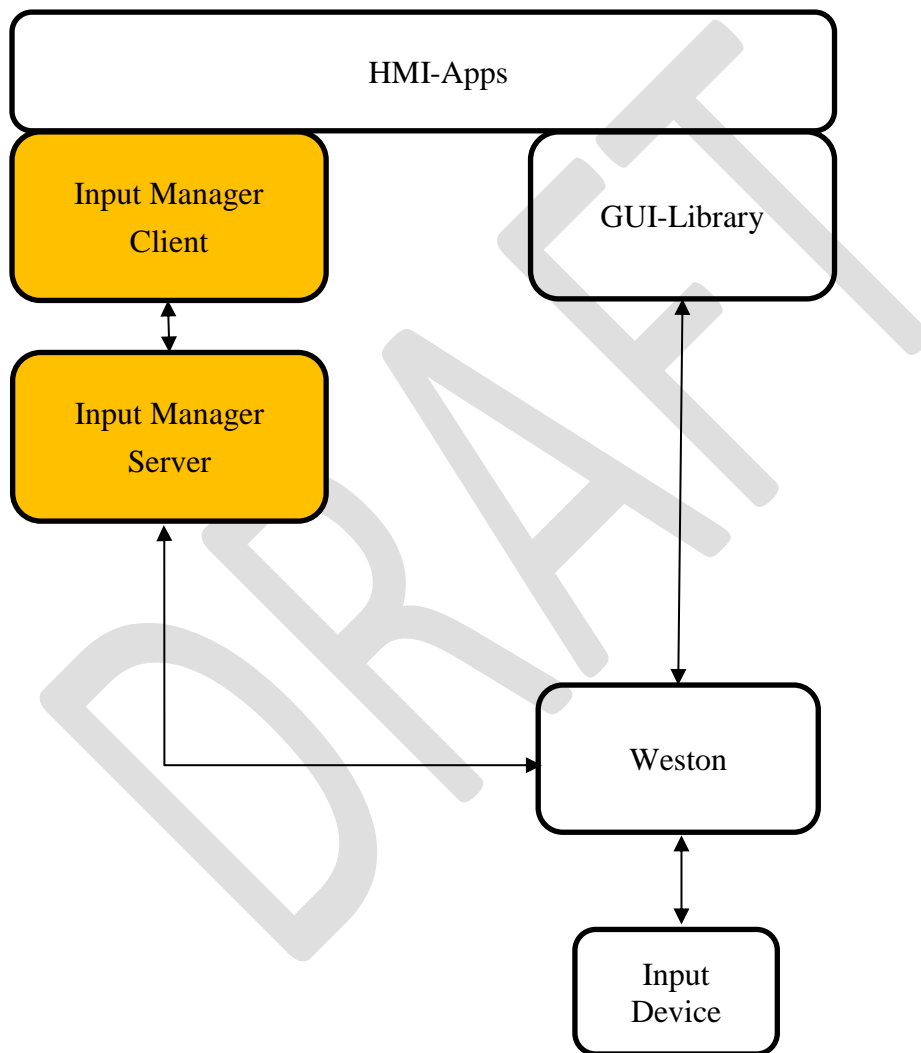 HMI-Apps
Input Manager
Client
GUI-Library
Input Manager
Server
Weston
Input
Device
DRAFT